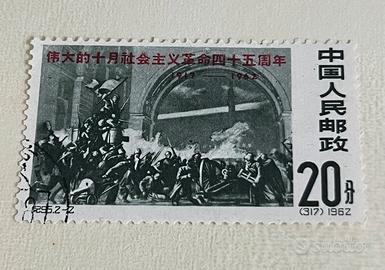 伟大的十月社会主义革命四十五周年
1917—1962
中国人民邮政
20分
纪95.2-2
(317) 1962